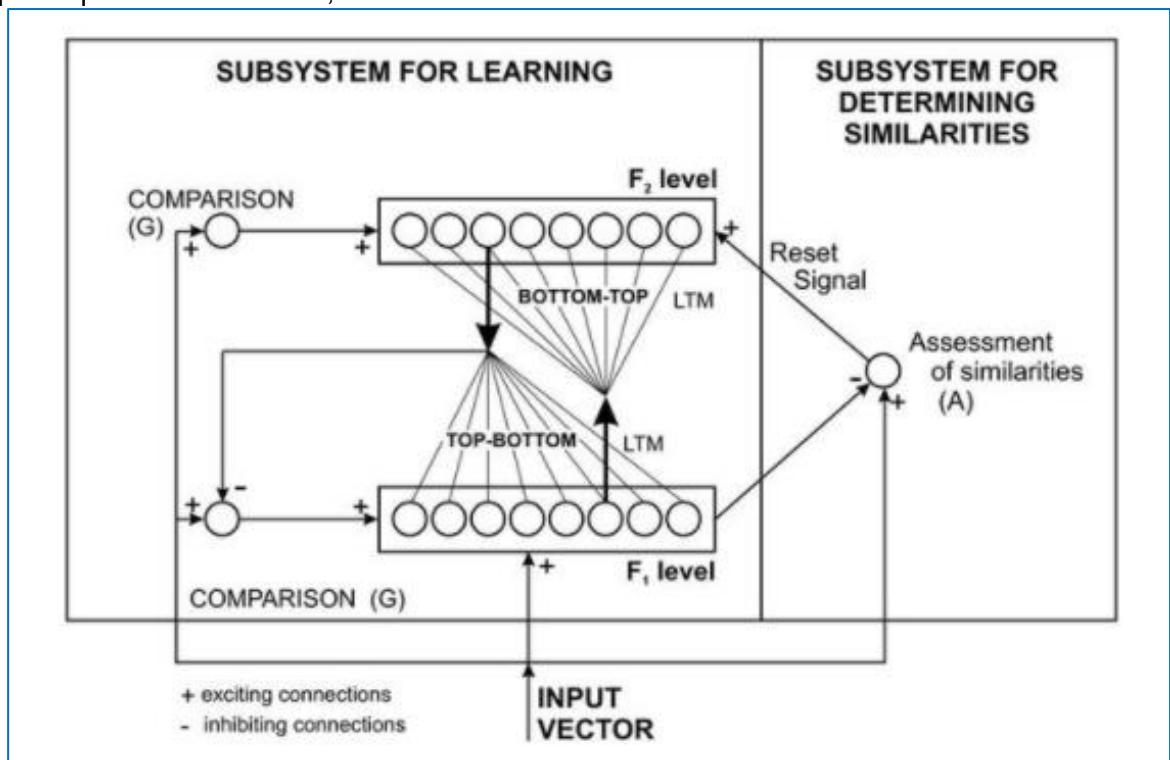 SUBSYSTEM FOR LEARNING
SUBSYSTEM FOR
DETERMINING
SIMILARITIES
F₂ level
COMPARISON
(G)
+
+
+
Reset
Signal
BOTTOM-TOP
LTM
Assessment
of similarities
(A)
-
+
TOP-BOTTOM
LTM
-
+
+
F₁ level
+
COMPARISON (G)
+ exciting connections
- inhibiting connections
INPUT
VECTOR